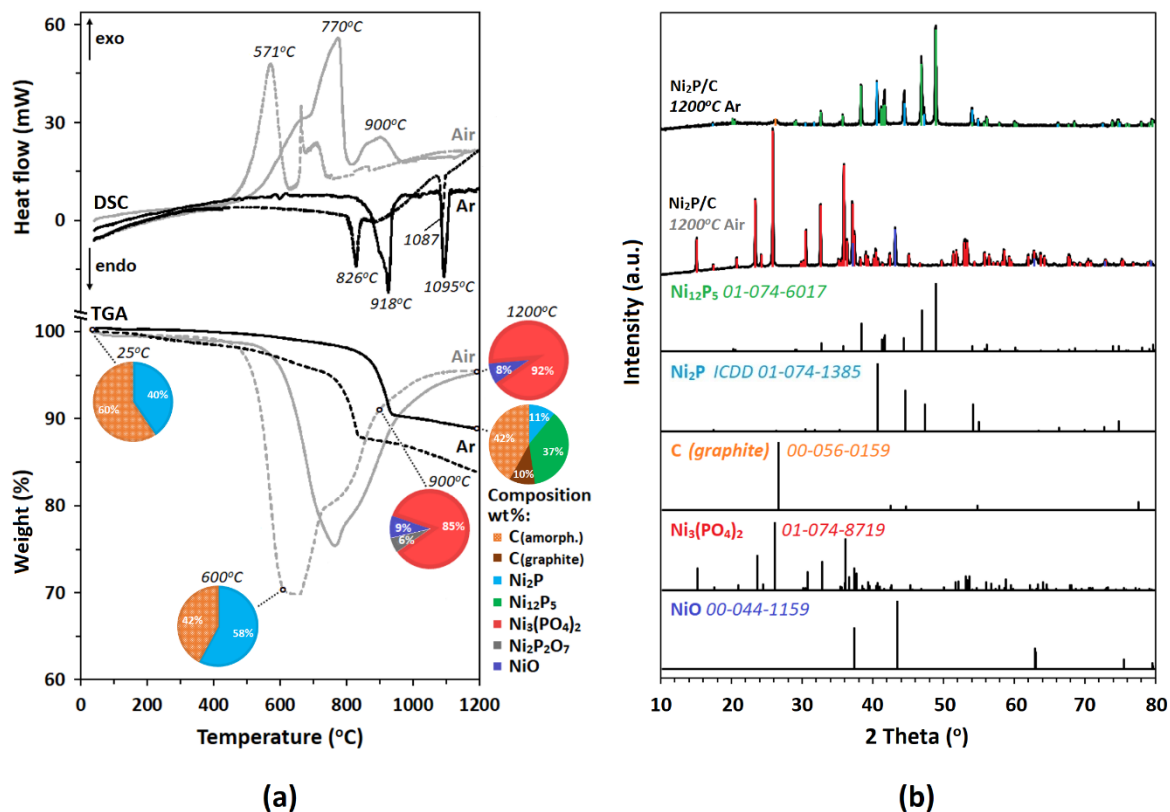 60
40
20
0
Heat flow (mW)
exo
571°C
770°C
900°C
Air
DSC
Ar
endo
826°C
918°C
1087
1095°C
TGA
100
90
80
70
60
Weight (%)
25°C
60%
40%
1200°C
8%
92%
Air
11%
42%
37%
10%
Ar
900°C
9%
85%
6%
600°C
42%
58%
Composition
wt%:
C(amorph.)
C(graphite)
Ni₂P
Ni₁₂P₅
Ni₃(PO₄)₂
Ni₂P₂O₇
NiO
0 200 400 600 800 1000 1200
Temperature (°C)
(a)
Intensity (a.u.)
Ni₂P/C
1200°C Ar
Ni₂P/C
1200°C Air
Ni₁₂P₅ 01-074-6017
Ni₂P ICDD 01-074-1385
C (graphite) 00-056-0159
Ni₃(PO₄)₂ 01-074-8719
NiO 00-044-1159
10 20 30 40 50 60 70 80
2 Theta (°)
(b)